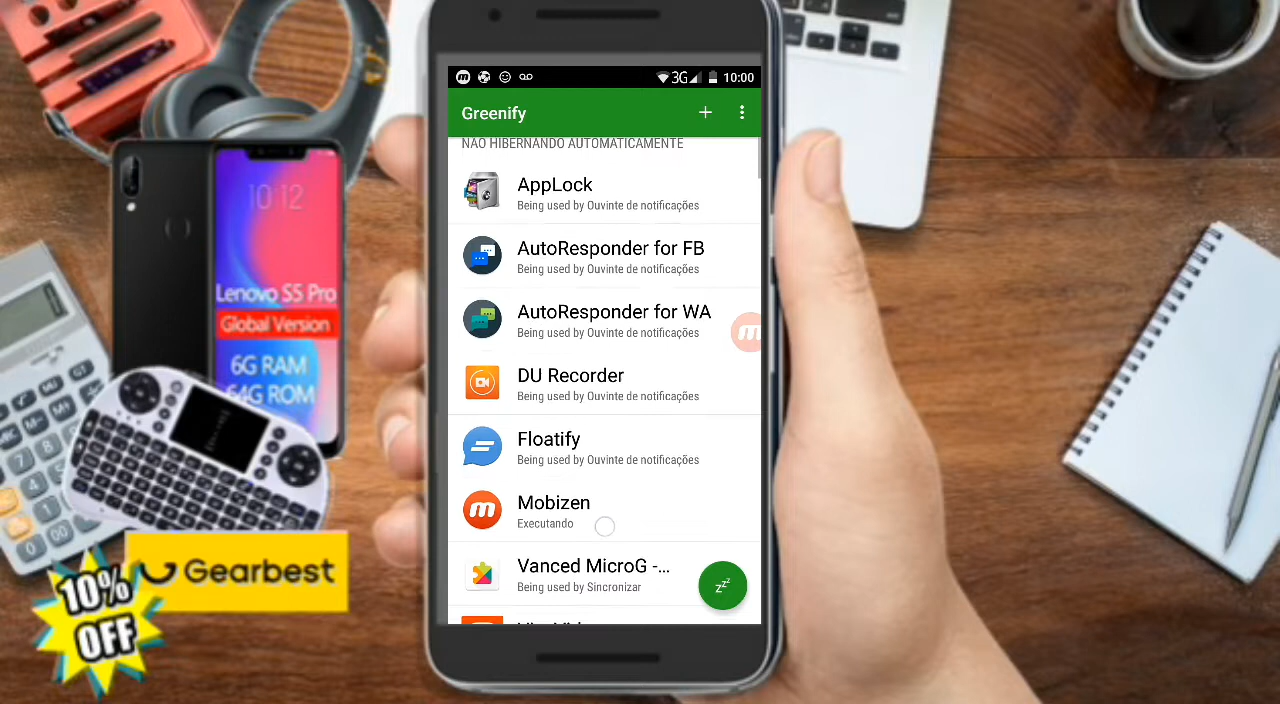 3G 10:00
Greenify
NAO HIBERNANDO AUTOMATICAMENTE
AppLock
Being used by Ouvinte de notificações
AutoResponder for FB
Being used by Ouvinte de notificações
AutoResponder for WA
Being used by Ouvinte de notificações
DU Recorder
Being used by Ouvinte de notificações
Floatify
Being used by Ouvinte de notificações
Mobizen
Executando
Vanced MicroG -...
Being used by Sincronizar
zzz
10:12
Lenovo S5 Pro
Global Version
6G RAM
64G ROM
Gearbest
10%
OFF